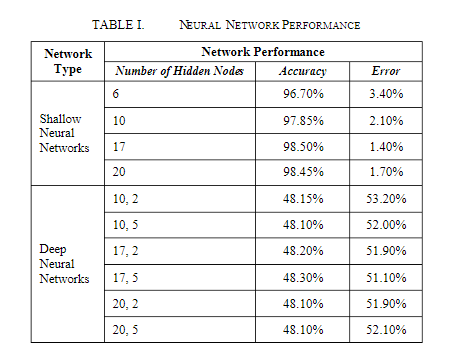 TABLE I. NEURAL NETWORK PERFORMANCE
Network Type Network Performance
Number of Hidden Nodes Accuracy Error
Shallow Neural Networks
6 96.70% 3.40%
10 97.85% 2.10%
17 98.50% 1.40%
20 98.45% 1.70%
Deep Neural Networks
10, 2 48.15% 53.20%
10, 5 48.10% 52.00%
17, 2 48.20% 51.90%
17, 5 48.30% 51.10%
20, 2 48.10% 51.90%
20, 5 48.10% 52.10%